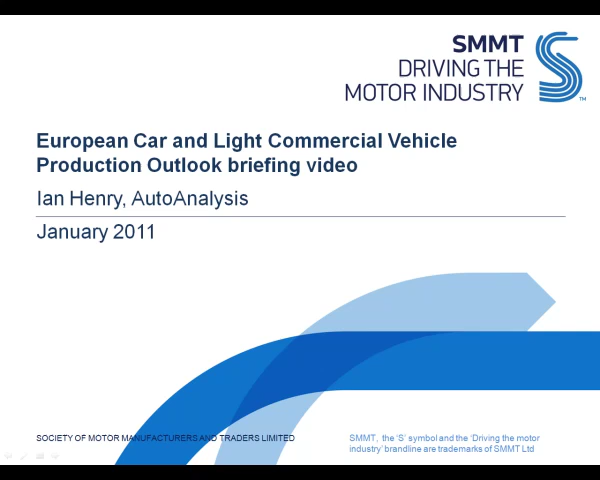 SMMT
DRIVING THE
MOTOR INDUSTRY
TM
European Car and Light Commercial Vehicle
Production Outlook briefing video
Ian Henry, AutoAnalysis
January 2011
SOCIETY OF MOTOR MANUFACTURERS AND TRADERS LIMITED
SMMT, the 'S' symbol and the 'Driving the motor
industry' brandline are trademarks of SMMT Ltd